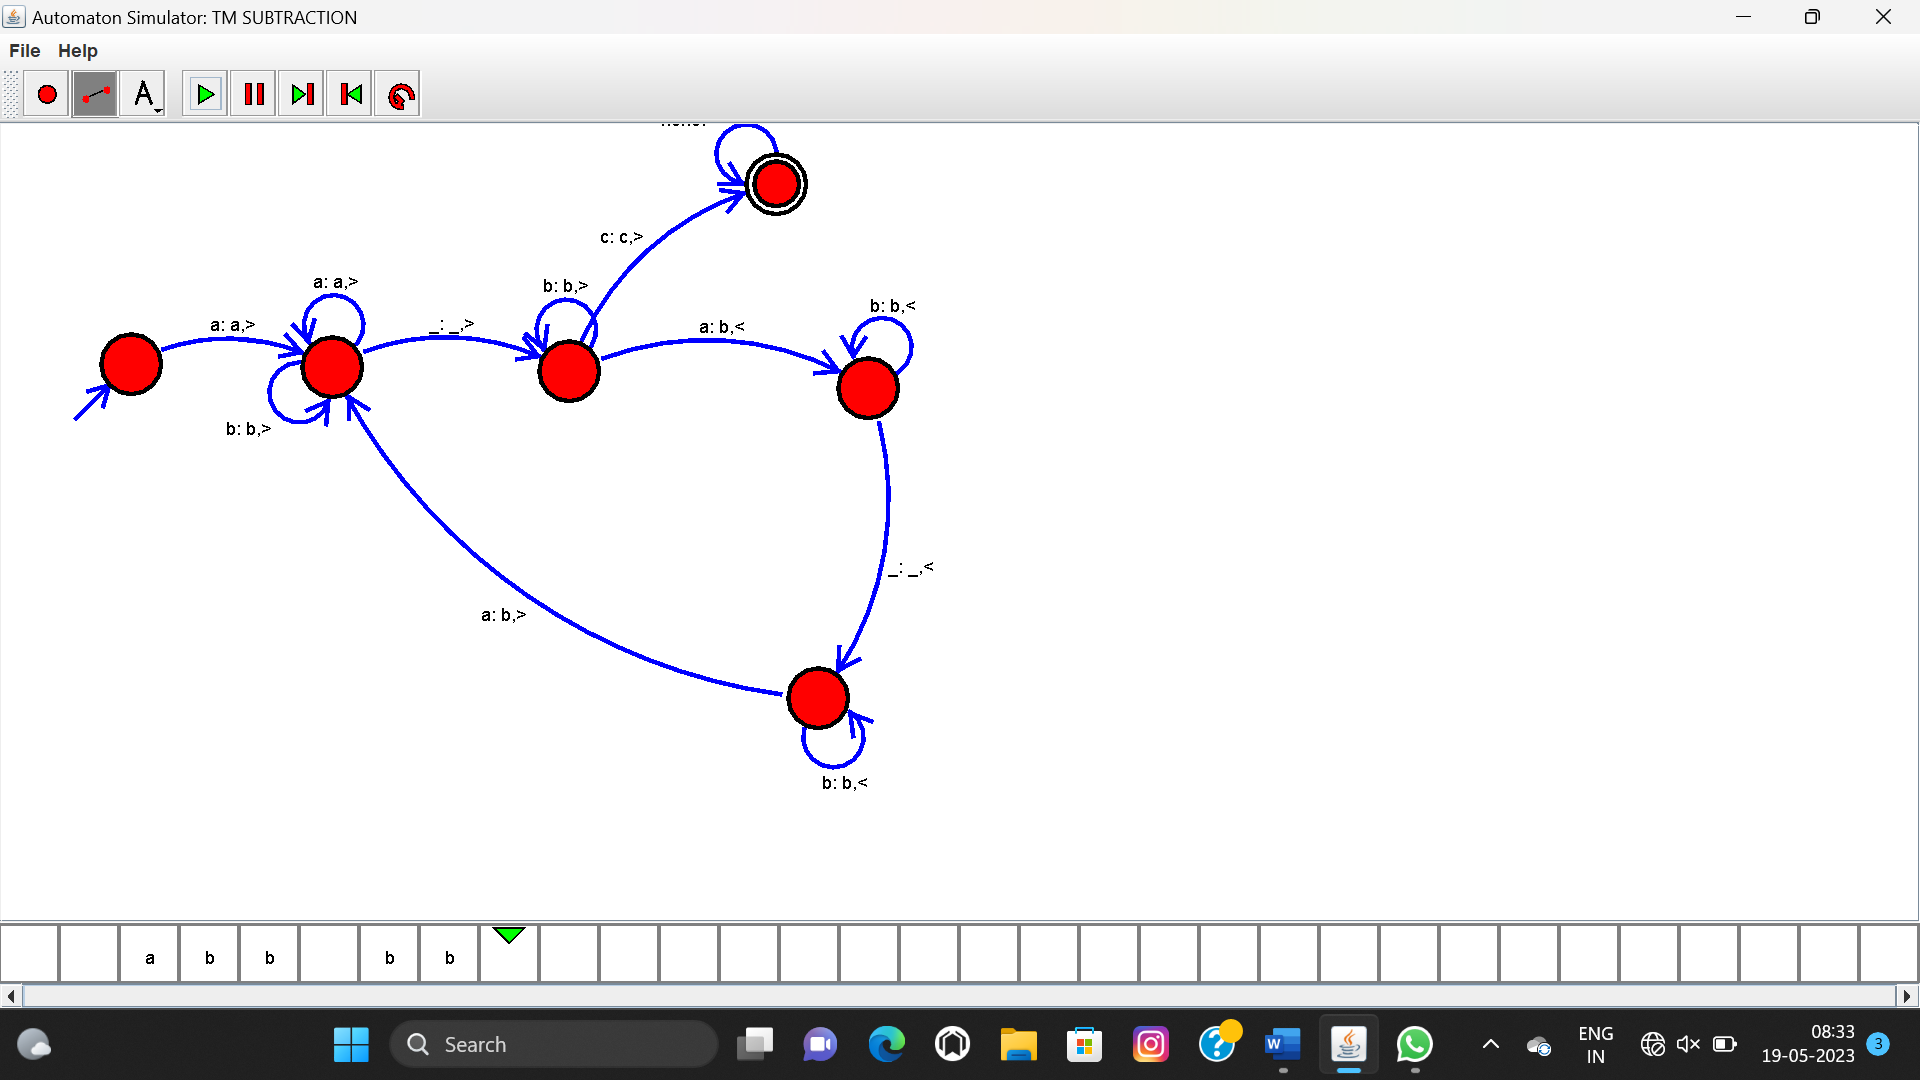 Automaton Simulator: TM SUBTRACTION
File Help
A
c: c,>
a: a,>
b: b,>
b: b,<
a: a,>
_: _,>
a: b,<
b: b,>
_: _,<
a: b,>
b: b,<
a b b b b
Search
ENG
IN
08:33
19-05-2023
3